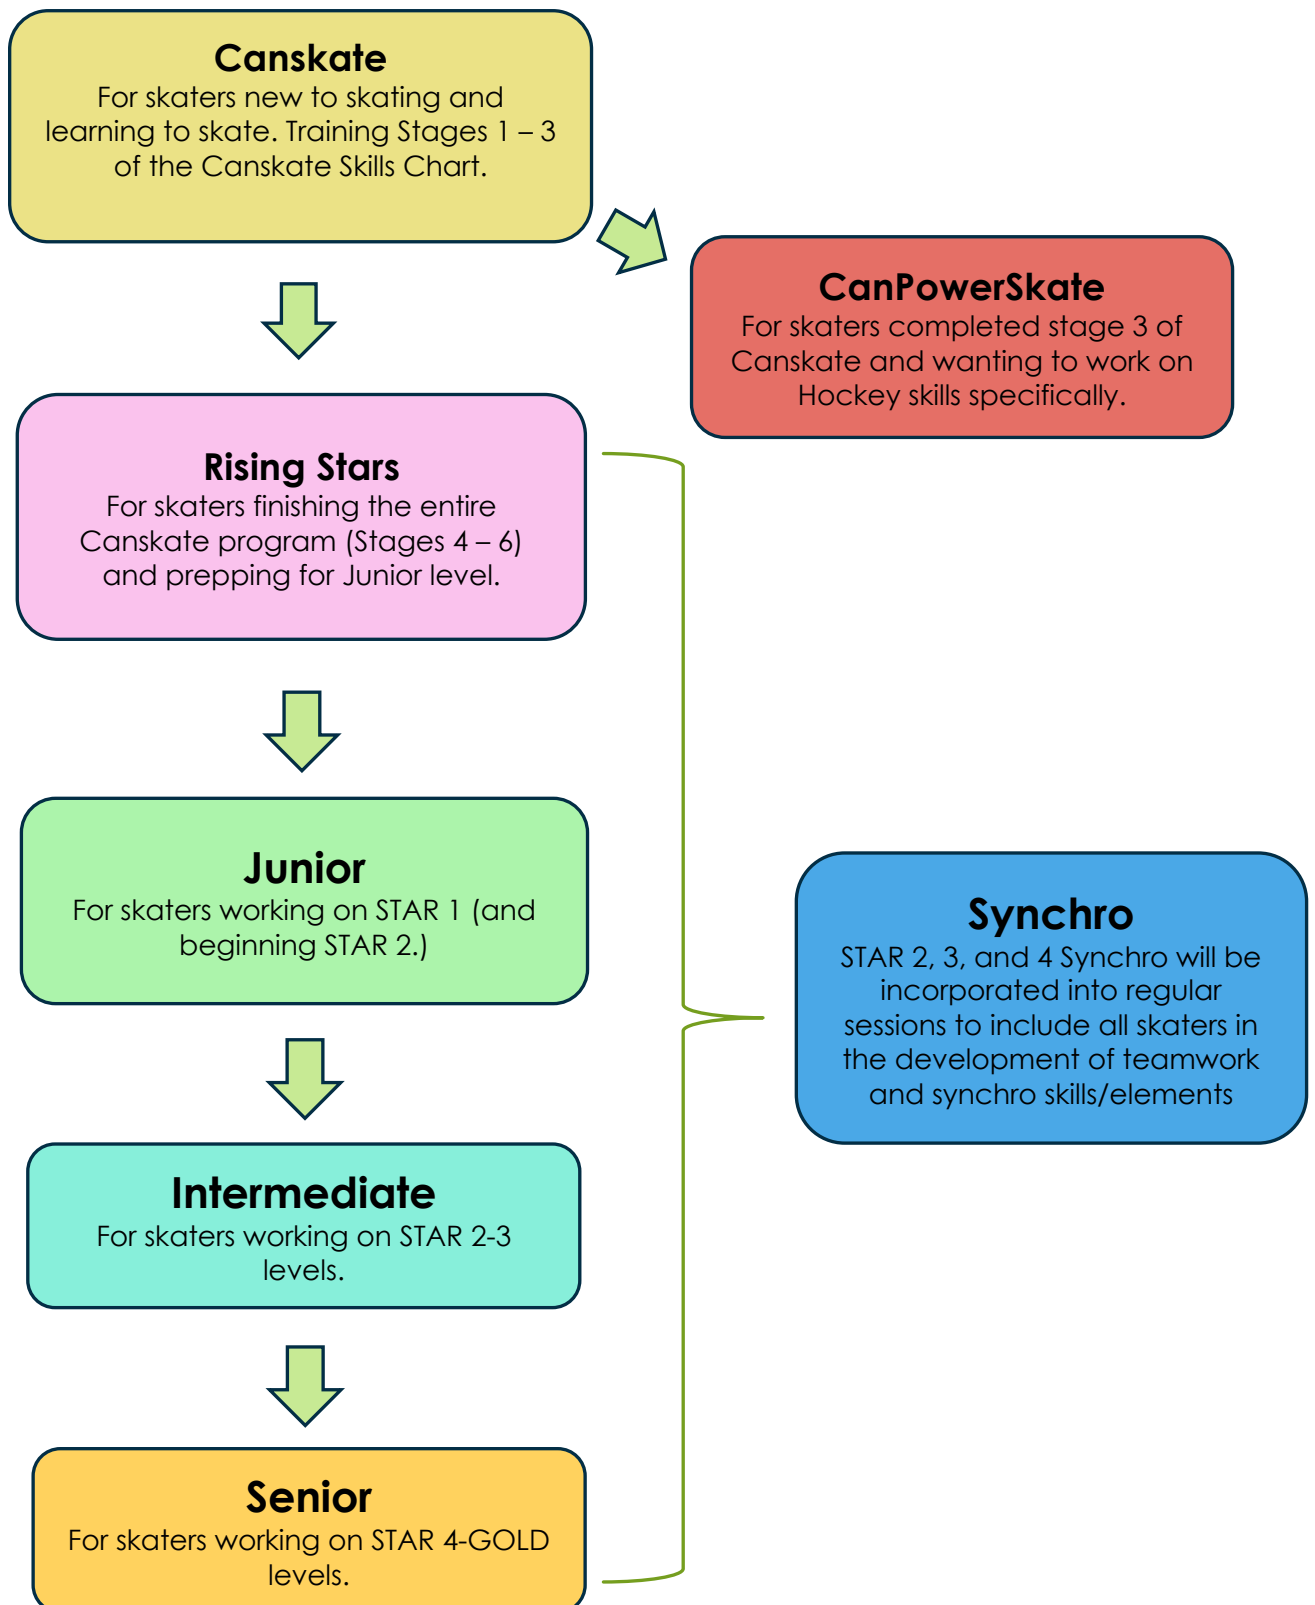 Canskate
For skaters new to skating and
learning to skate. Training Stages 1 – 3
of the Canskate Skills Chart.
CanPowerSkate
For skaters completed stage 3 of
Canskate and wanting to work on
Hockey skills specifically.
Rising Stars
For skaters finishing the entire
Canskate program (Stages 4 – 6)
and prepping for Junior level.
Junior
For skaters working on STAR 1 (and
beginning STAR 2.)
Synchro
STAR 2, 3, and 4 Synchro will be
incorporated into regular
sessions to include all skaters in
the development of teamwork
and synchro skills/elements
Intermediate
For skaters working on STAR 2-3
levels.
Senior
For skaters working on STAR 4-GOLD
levels.